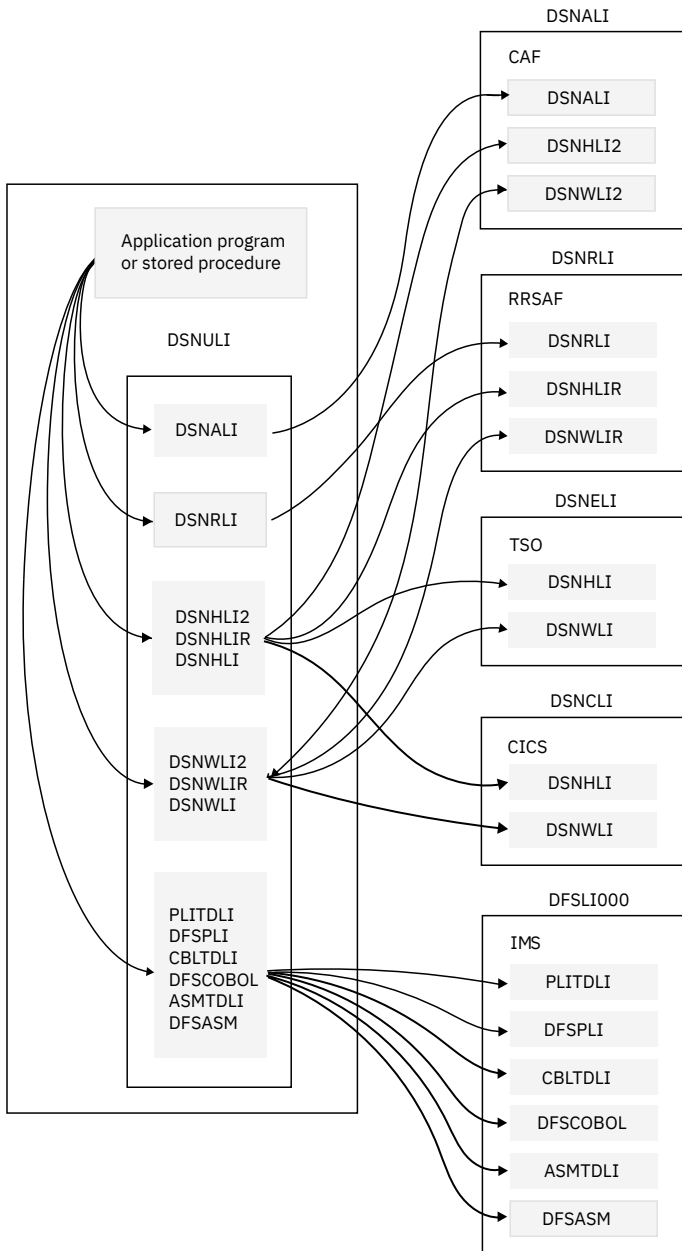 Application program
or stored procedure
DSNULI
DSNALI
DSNRLI
DSNHLI2
DSNHLIR
DSNHLI
DSNWLI2
DSNWLIR
DSNWLI
PLITDLI
DFSPLI
CBLTDLI
DFSCOBOL
ASMTDLI
DFSASM
DSNALI
CAF
DSNALI
DSNHLI2
DSNWLI2
DSNRLI
RRSAF
DSNRLI
DSNHLIR
DSNWLIR
DSNELI
TSO
DSNHLI
DSNWLI
DSNCLI
CICS
DSNHLI
DSNWLI
DFSLI000
IMS
PLITDLI
DFSPLI
CBLTDLI
DFSCOBOL
ASMTDLI
DFSASM